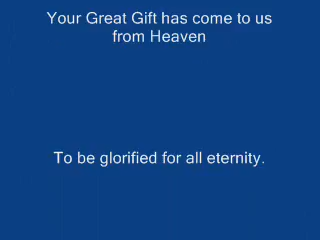 Your Great Gift has come to us
from Heaven
To be glorified for all eternity.